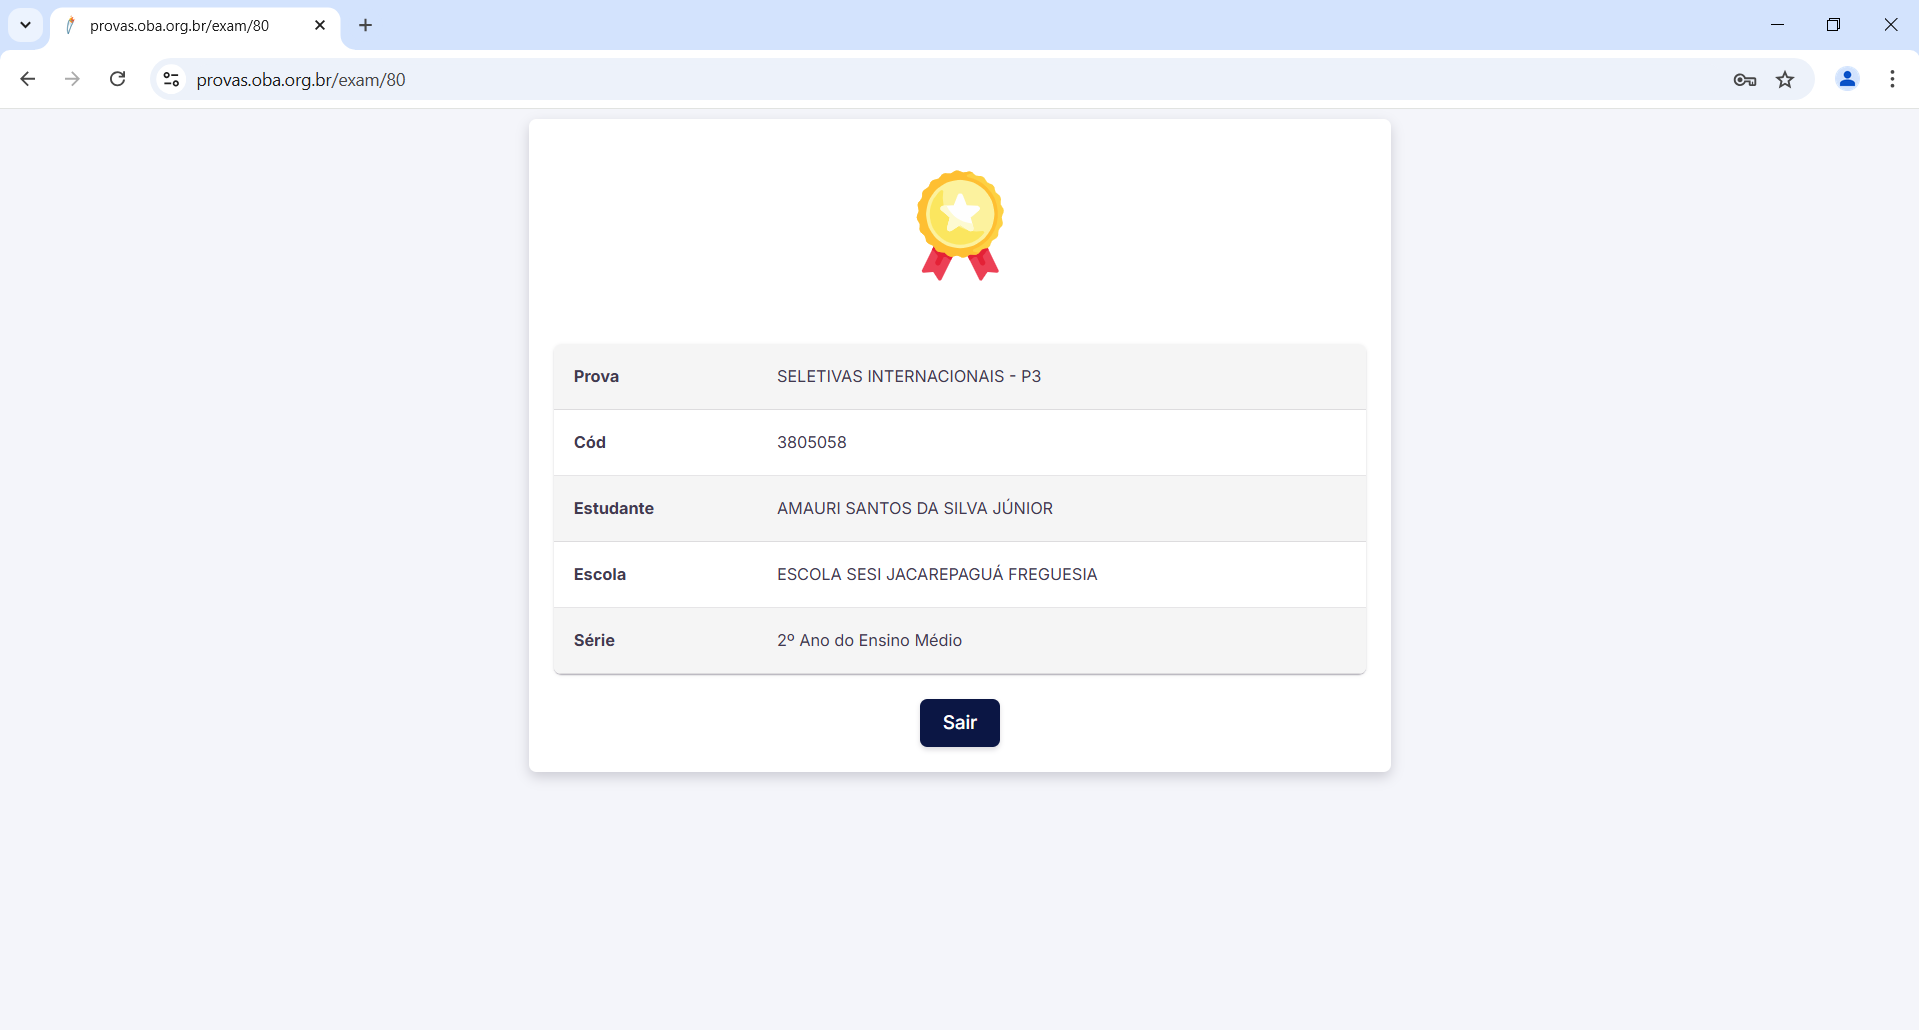 provas.oba.org.br/exam/80
provas.oba.org.br/exam/80
Prova SELETIVAS INTERNACIONAIS - P3
Cód 3805058
Estudante AMAURI SANTOS DA SILVA JÚNIOR
Escola ESCOLA SESI JACAREPAGUÁ FREGUESIA
Série 2º Ano do Ensino Médio
Sair